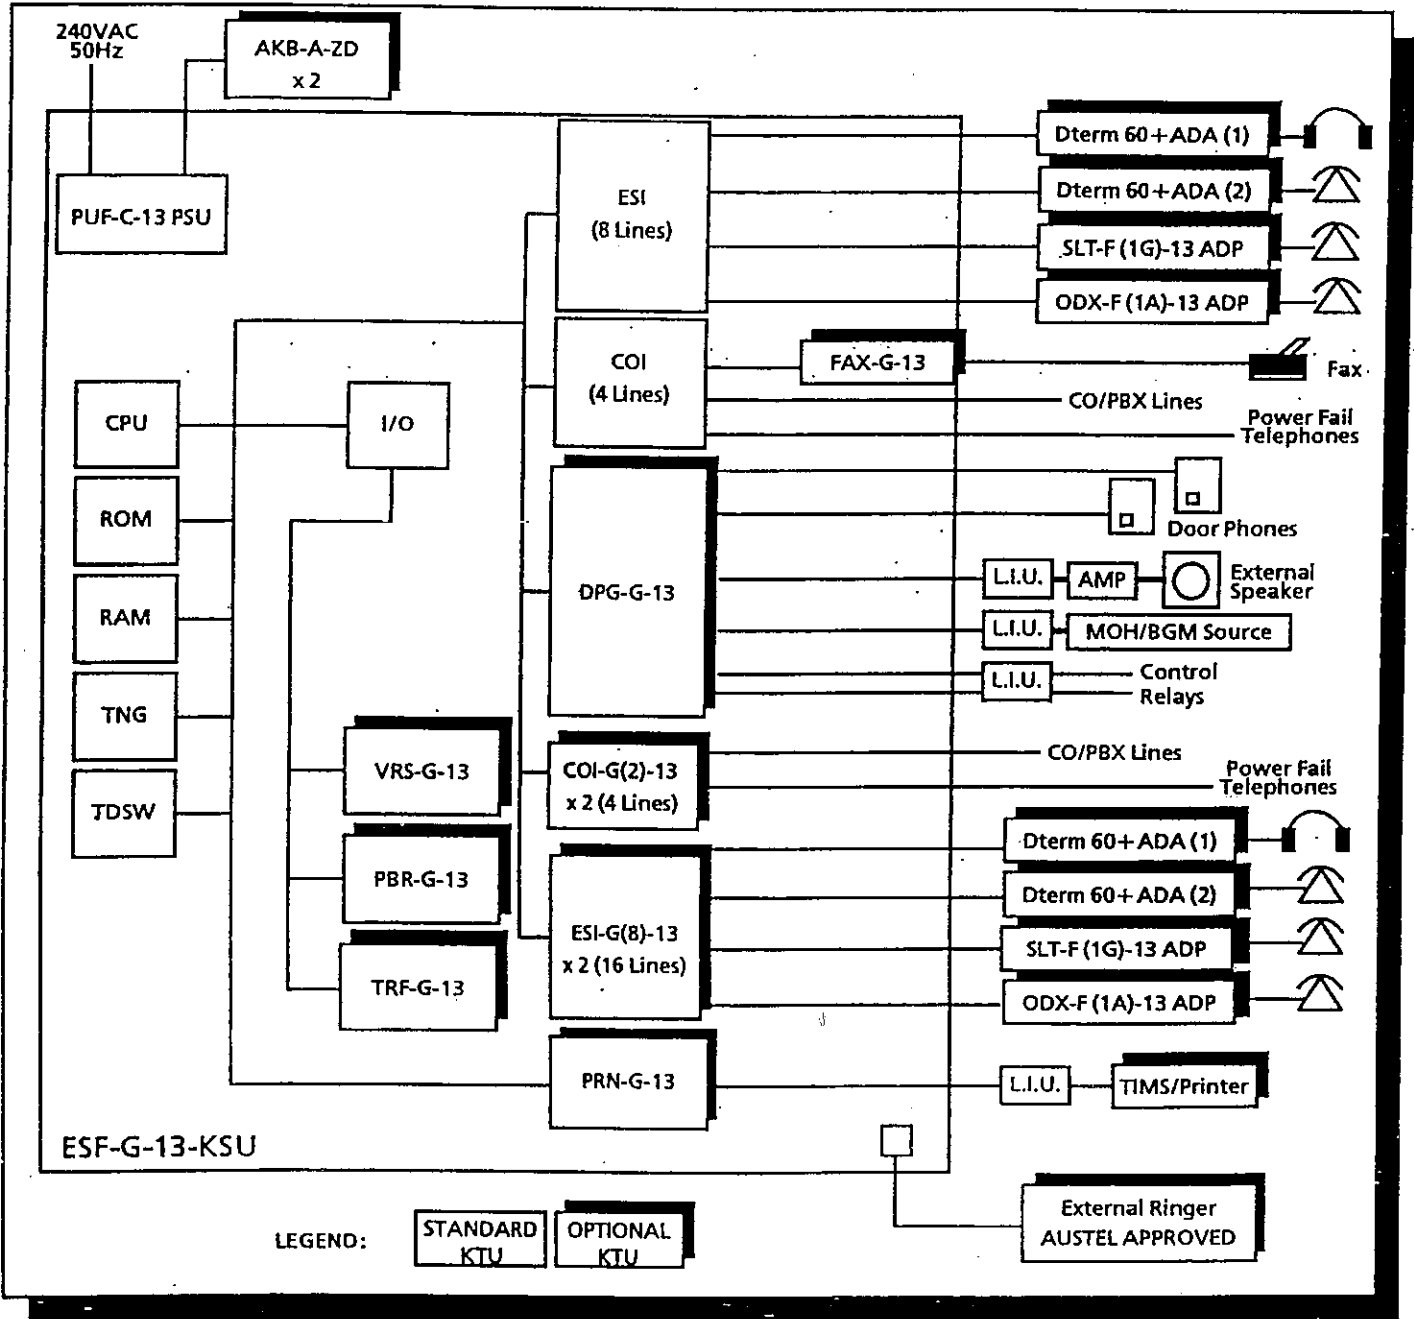 240VAC
50Hz
AKB-A-ZD
x 2
PUF-C-13 PSU
ESI
(8 Lines)
Dterm 60+ADA (1)
Dterm 60+ADA (2)
SLT-F (1G)-13 ADP
ODX-F (1A)-13 ADP
COI
(4 Lines)
FAX-G-13
Fax
CO/PBX Lines
Power Fail
Telephones
CPU
I/O
ROM
RAM
TNG
TDSW
DPG-G-13
Door Phones
L.I.U.
AMP
External
Speaker
L.I.U.
MOH/BGM Source
L.I.U.
Control
Relays
VRS-G-13
PBR-G-13
TRF-G-13
COI-G(2)-13
x 2 (4 Lines)
CO/PBX Lines
Power Fail
Telephones
ESI-G(8)-13
x 2 (16 Lines)
Dterm 60+ADA (1)
Dterm 60+ADA (2)
SLT-F (1G)-13 ADP
ODX-F (1A)-13 ADP
PRN-G-13
L.I.U.
TIMS/Printer
ESF-G-13-KSU
External Ringer
AUSTEL APPROVED
LEGEND:
STANDARD
KTU
OPTIONAL
KTU